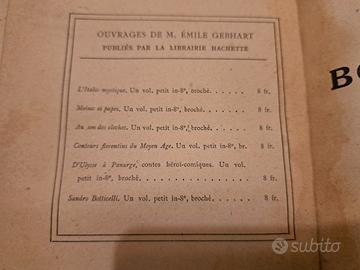 OUVRAGES DE M. ÉMILE GEBHART
PUBLIÉS PAR LA LIBRAIRIE HACHETTE
L'Italie mystique. Un vol. petit in-8°, broché. . . . . . 8 fr.
Moines et papes. Un vol. petit in-8°, broché. . . . . . 8 fr.
Au son des cloches. Un vol. petit in-8°, broché. . . . . 8 fr.
Conteurs florentins du Moyen Age. Un vol. petit in-8°, br. 8 fr.
D'Ulysse à Panurge, contes héroï-comiques. Un vol.
petit in-8°, broché. . . . . . . . . . . . . . . . 8 fr.
Sandro Botticelli. Un vol. petit in-8°, broché. . . . . . 8 fr.
BO
subito